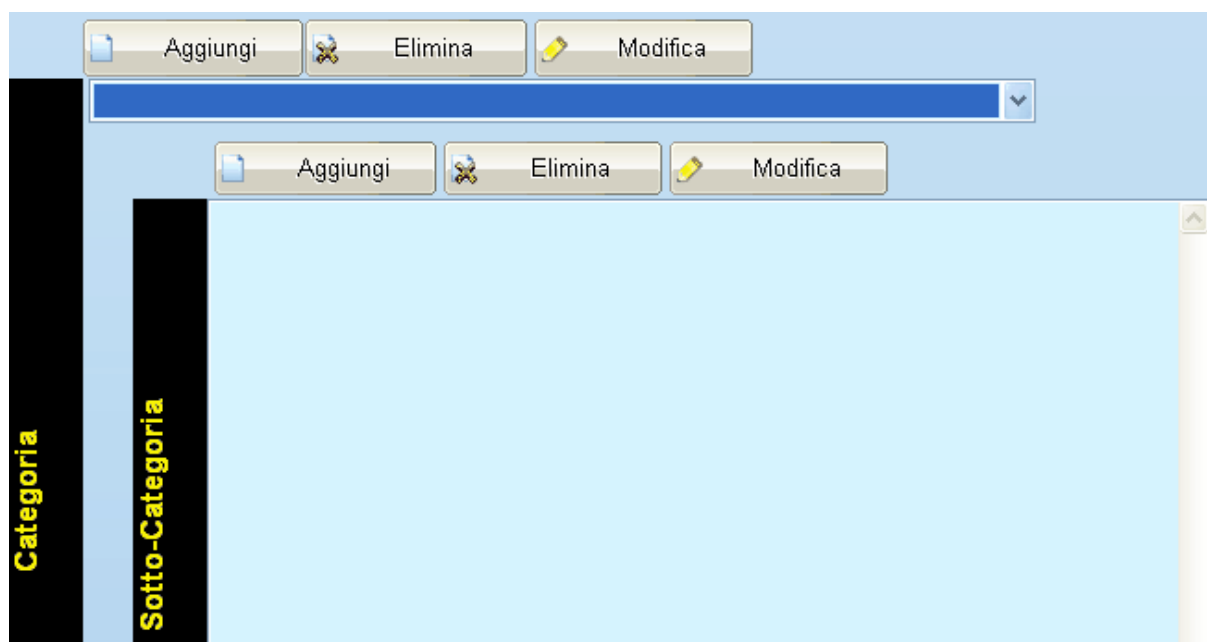 Aggiungi
Elimina
Modifica
Aggiungi
Elimina
Modifica
Categoria
Sotto-Categoria